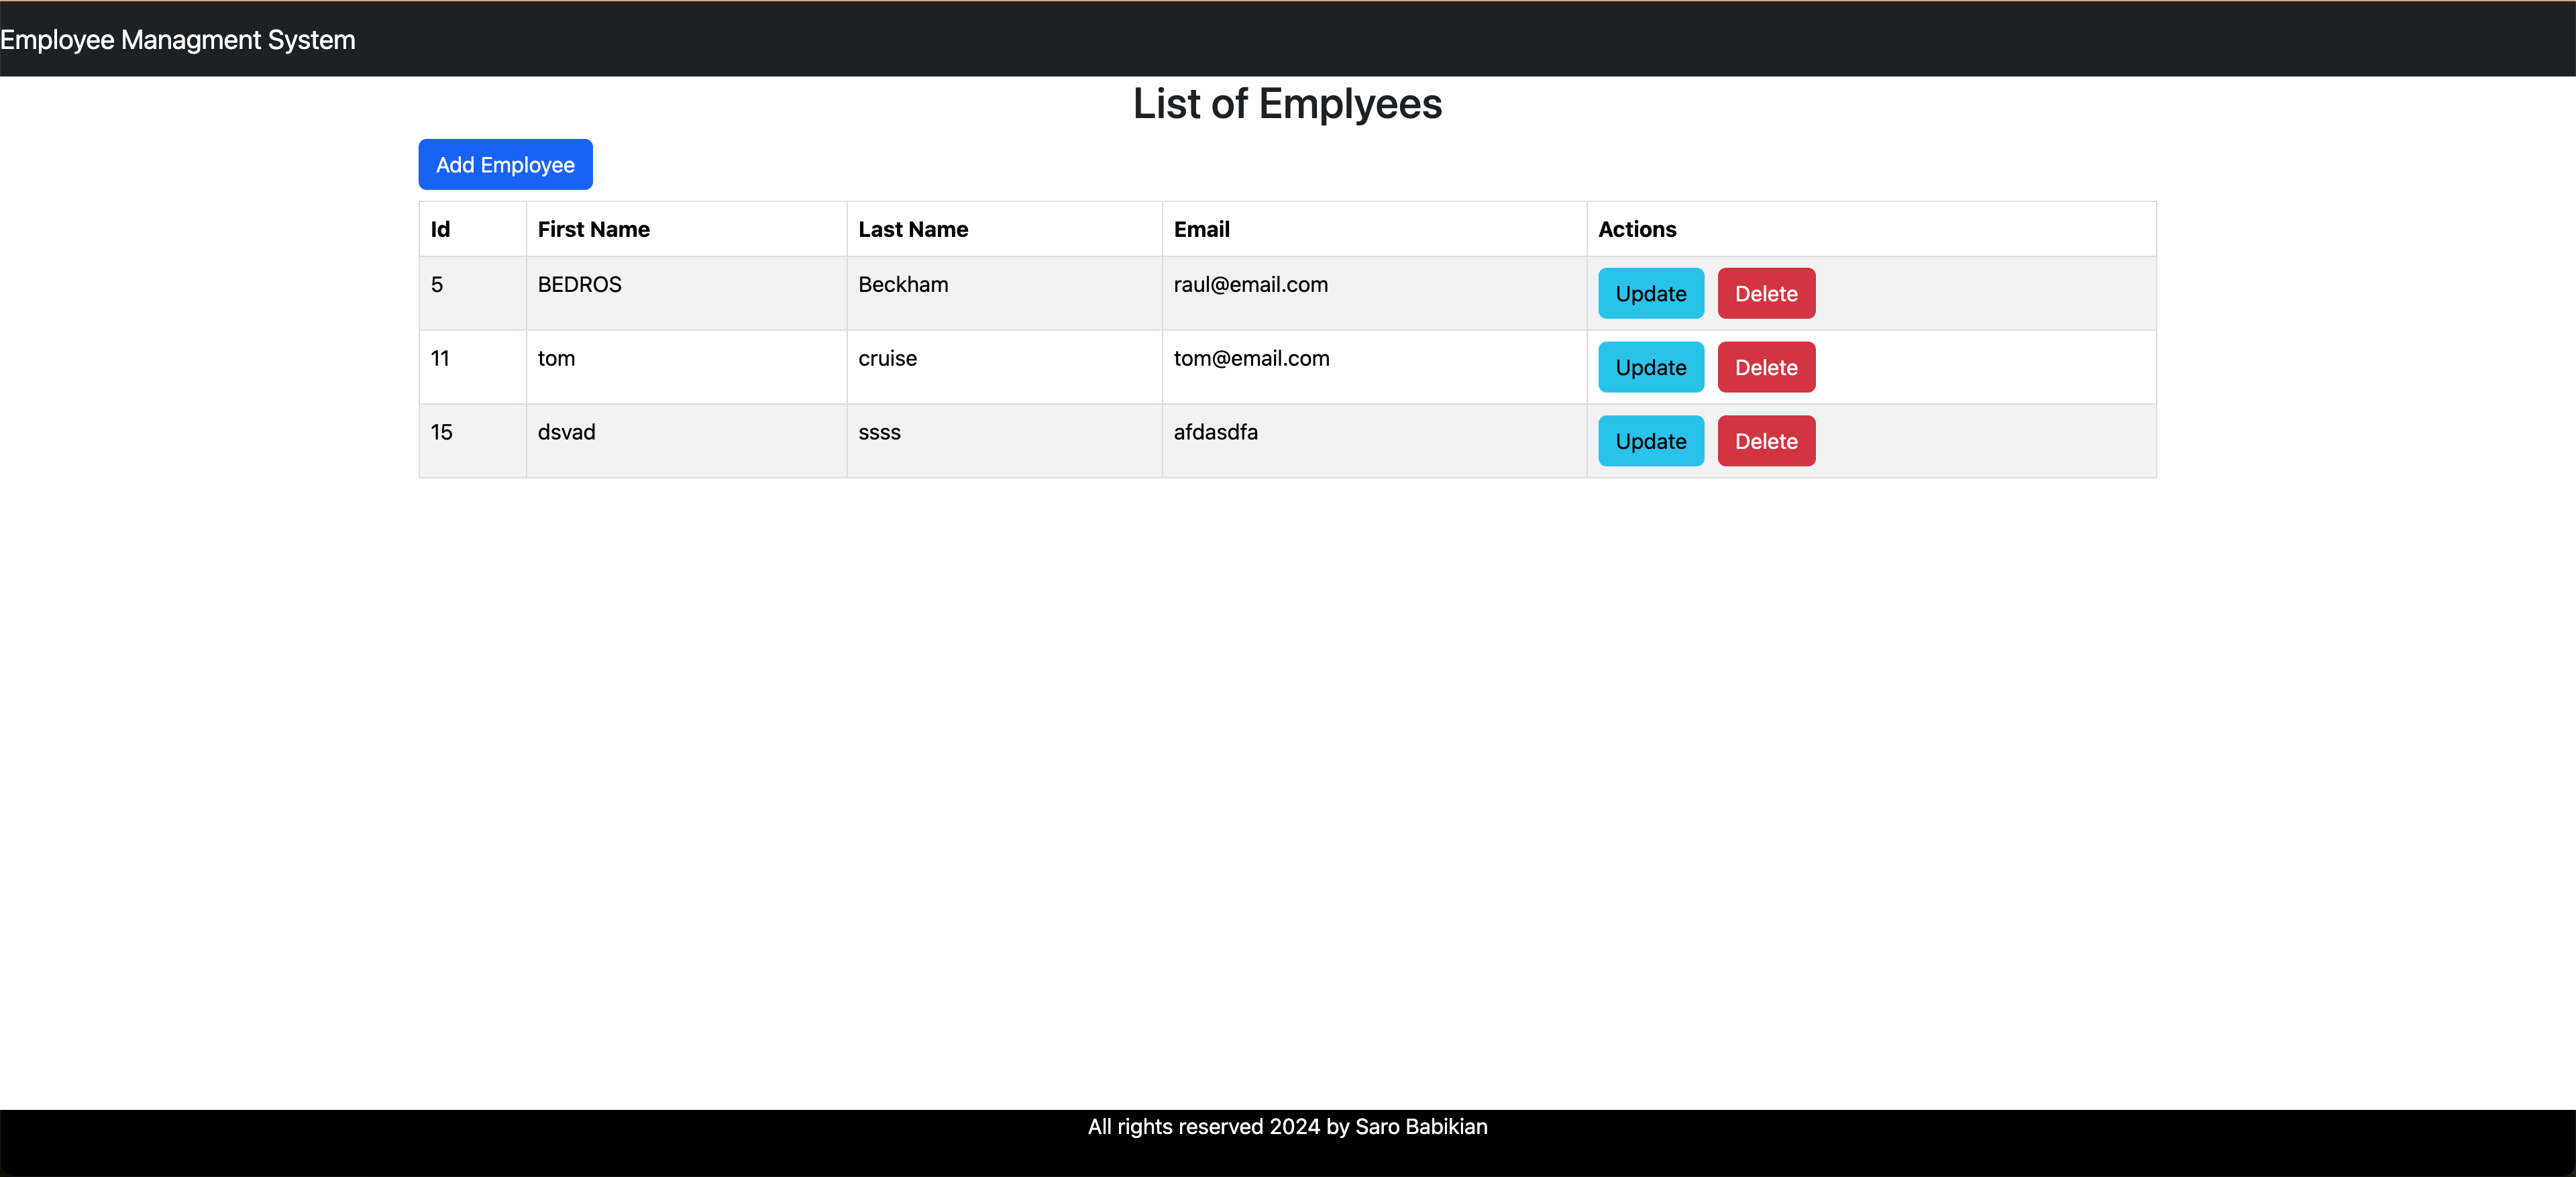 Employee Managment System
List of Emplyees
Add Employee
Id First Name Last Name Email Actions
5 BEDROS Beckham raul@email.com Update Delete
11 tom cruise tom@email.com Update Delete
15 dsvad ssss afdasdfa Update Delete
All rights reserved 2024 by Saro Babikian